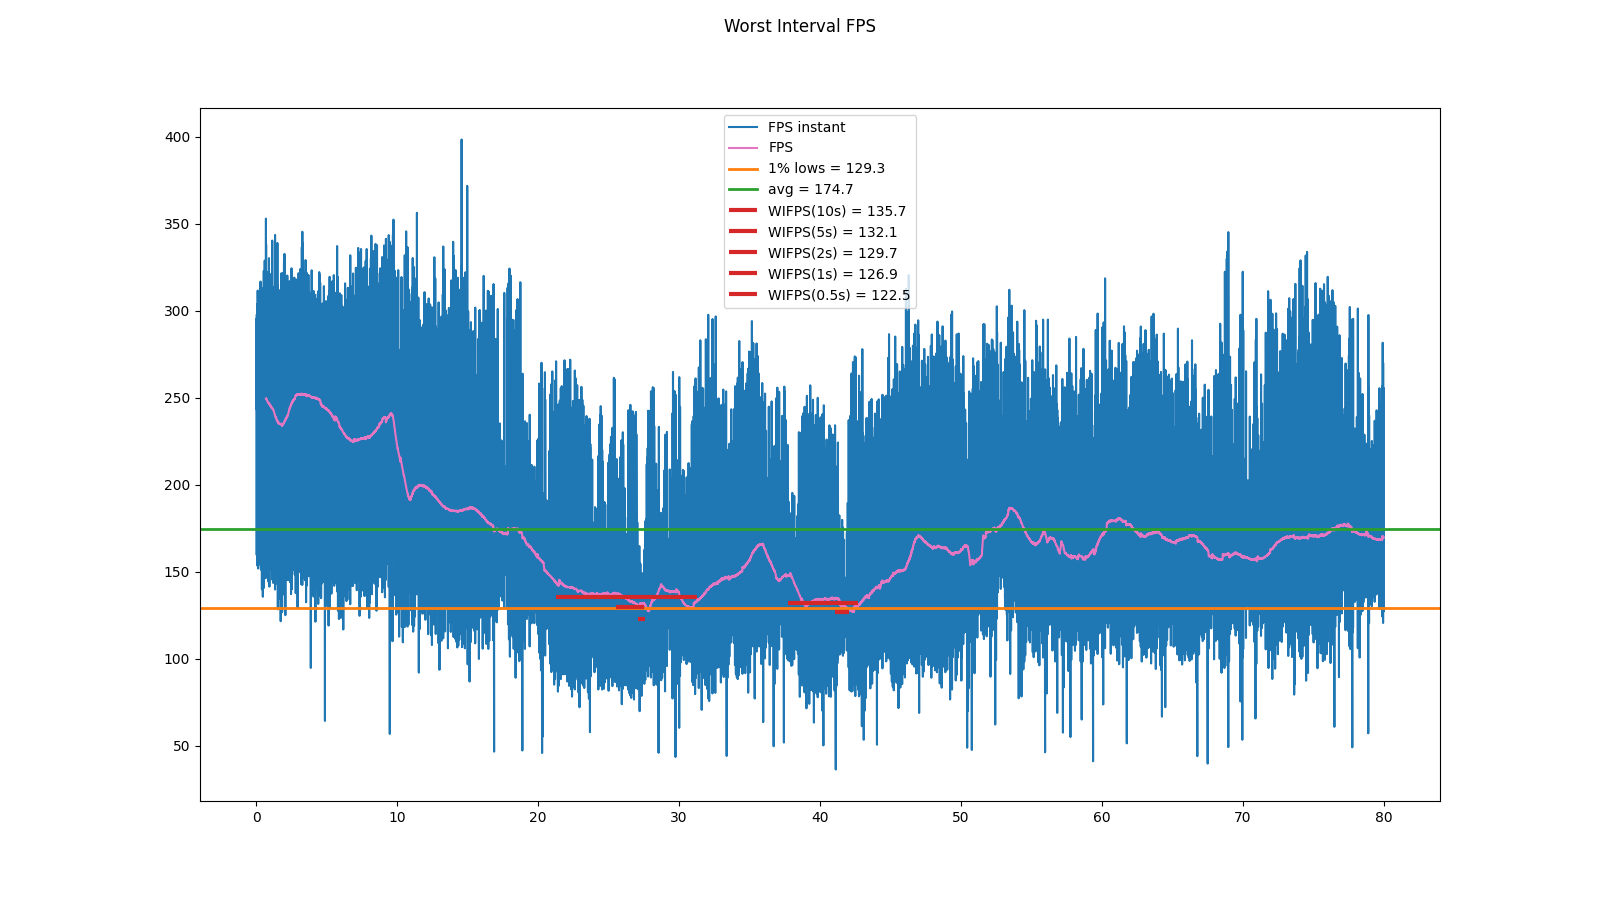 Worst Interval FPS
400
350
300
250
200
150
100
50
FPS instant
FPS
1% lows = 129.3
avg = 174.7
WIFPS(10s) = 135.7
WIFPS(5s) = 132.1
WIFPS(2s) = 129.7
WIFPS(1s) = 126.9
WIFPS(0.5s) = 122.5
0 10 20 30 40 50 60 70 80